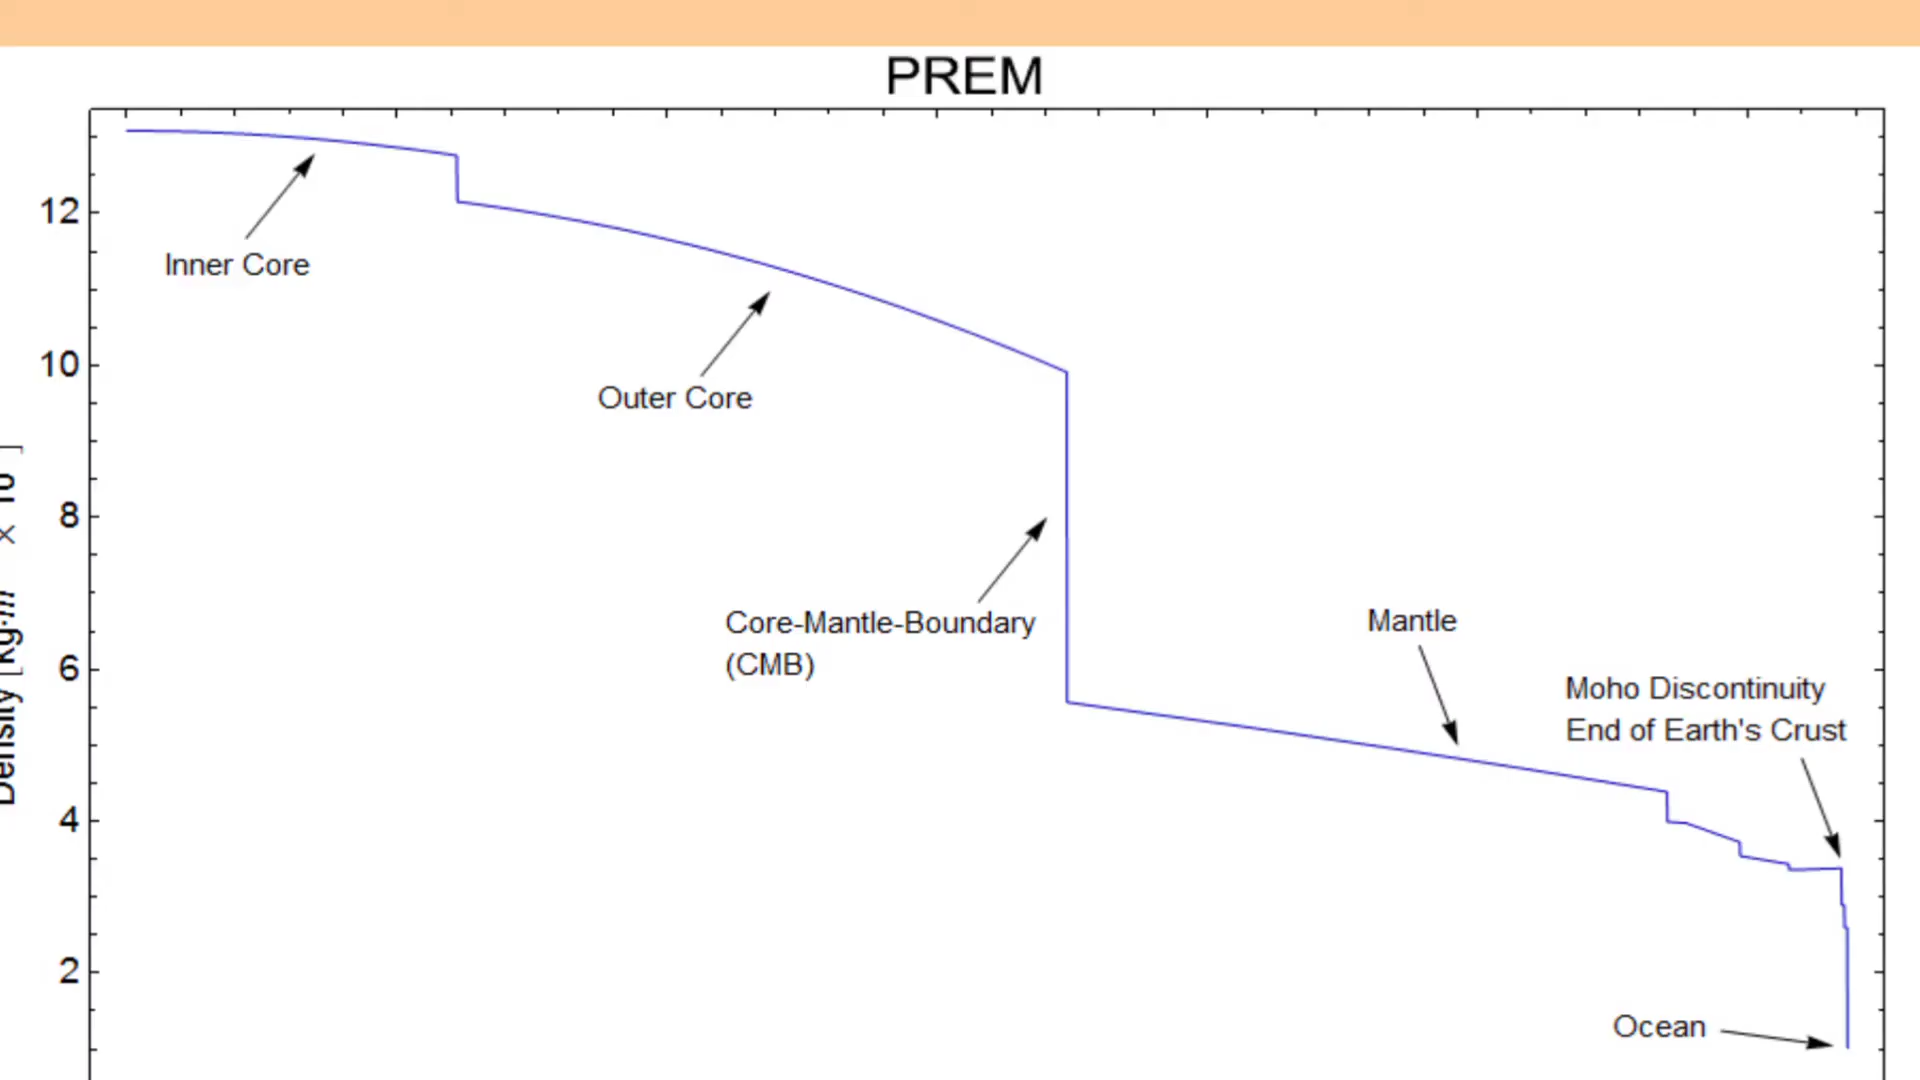 PREM
12
Inner Core
10
Outer Core
8
Core-Mantle-Boundary
(CMB)
Mantle
6
Moho Discontinuity
End of Earth's Crust
4
2
Ocean
Density